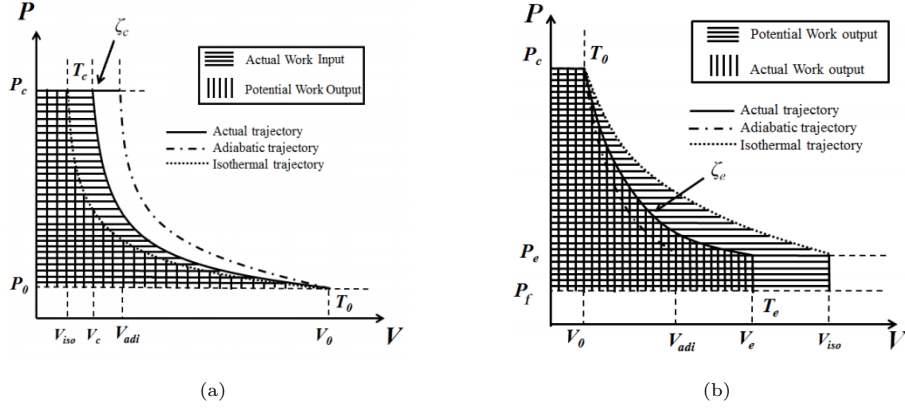 P
ζc
Tc
Pc
Actual Work Input
Potential Work Output
Actual trajectory
Adiabatic trajectory
Isothermal trajectory
P0
T0
Viso
Vc
Vadi
V0
V
(a)
P
T0
Pc
Potential Work output
Actual Work output
Actual trajectory
Adiabatic trajectory
Isothermal trajectory
ζe
Pe
Pf
Te
V0
Vadi
Ve
Viso
V
(b)